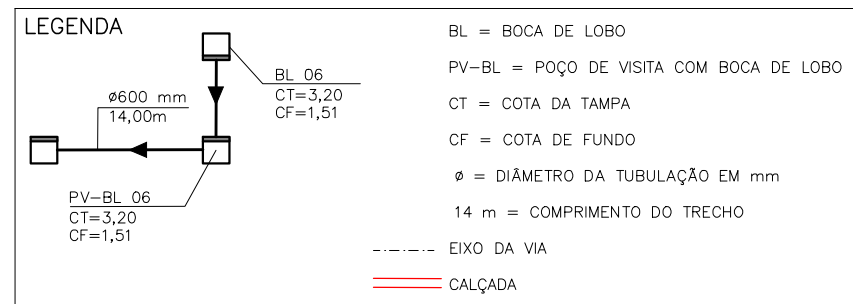 LEGENDA
BL 06
CT=3,20
CF=1,51
Ø600 mm
14,00m
PV-BL 06
CT=3,20
CF=1,51
BL = BOCA DE LOBO
PV-BL = POÇO DE VISITA COM BOCA DE LOBO
CT = COTA DA TAMPA
CF = COTA DE FUNDO
Ø = DIÂMETRO DA TUBULAÇÃO EM mm
14 m = COMPRIMENTO DO TRECHO
EIXO DA VIA
CALÇADA